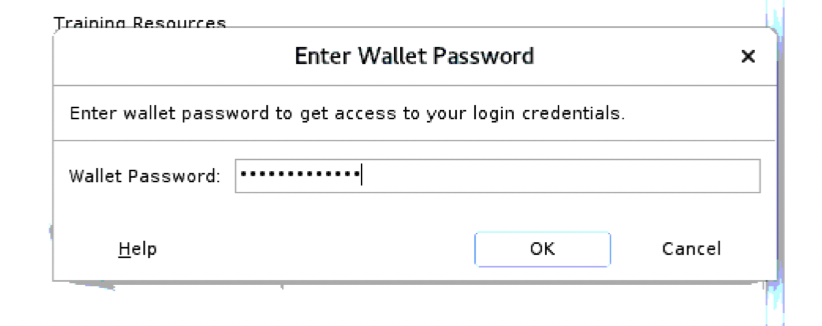 Training Resources
Enter Wallet Password
Enter wallet password to get access to your login credentials.
Wallet Password: •••••••••••••
Help OK Cancel